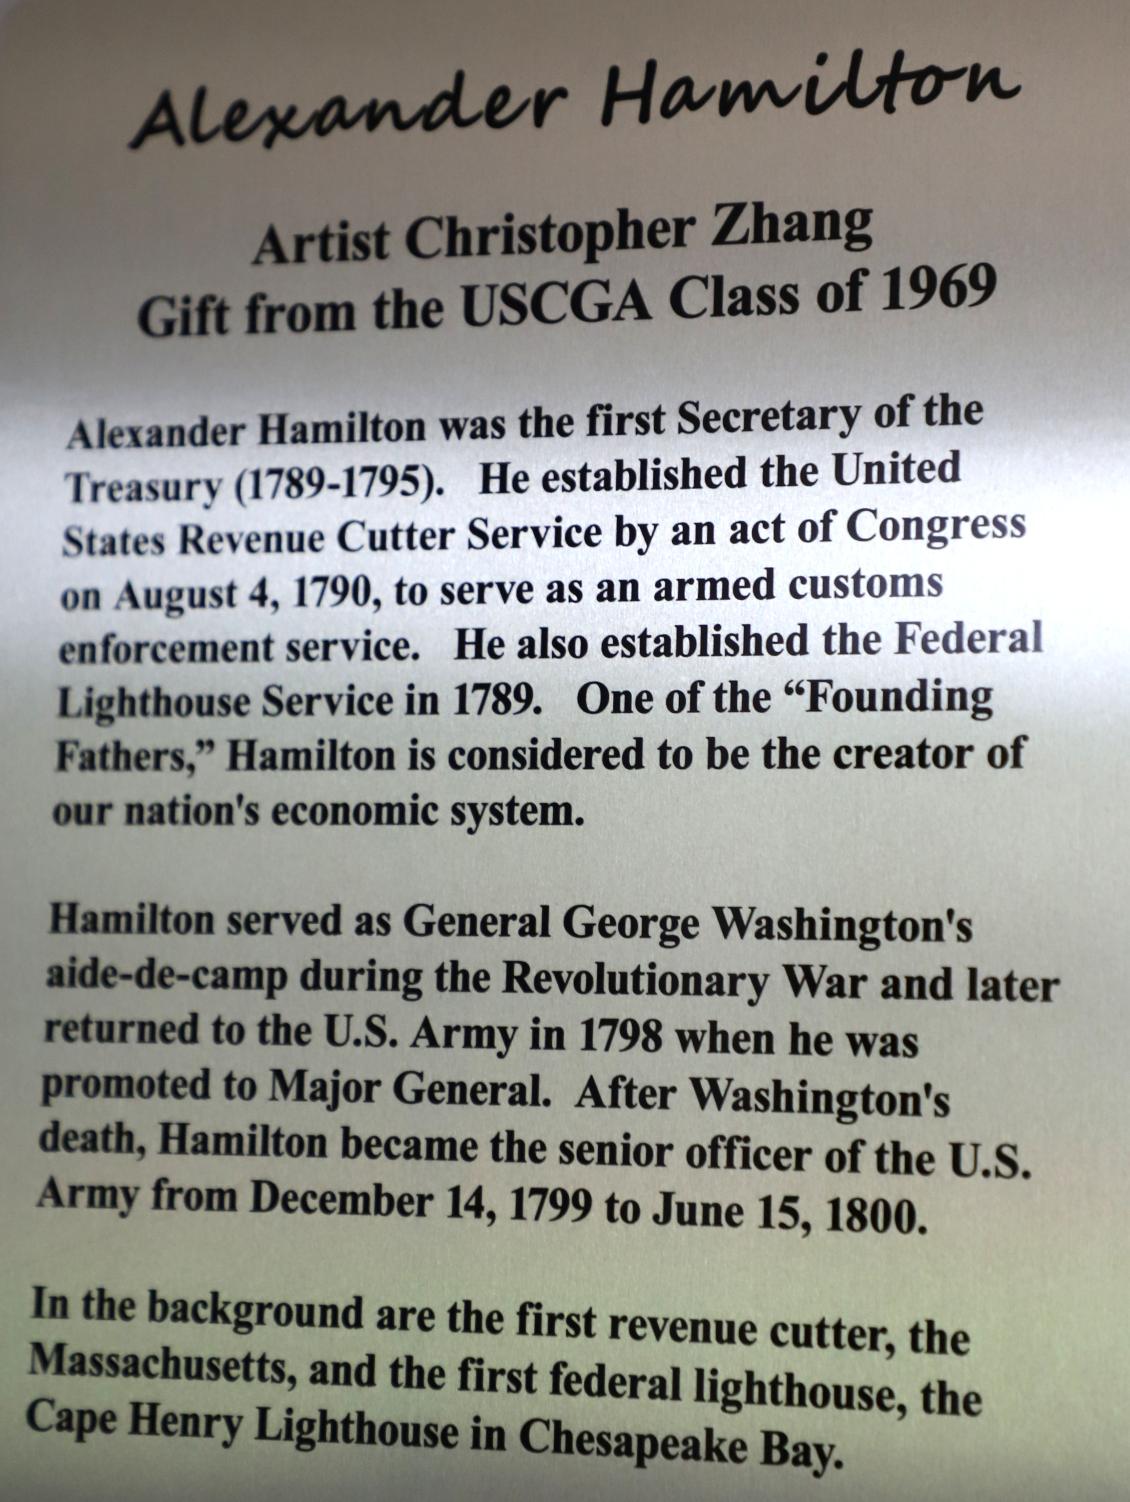 Alexander Hamilton
Artist Christopher Zhang
Gift from the USCGA Class of 1969
Alexander Hamilton was the first Secretary of the
Treasury (1789-1795). He established the United
States Revenue Cutter Service by an act of Congress
on August 4, 1790, to serve as an armed customs
enforcement service. He also established the Federal
Lighthouse Service in 1789. One of the “Founding
Fathers,” Hamilton is considered to be the creator of
our nation's economic system.
Hamilton served as General George Washington's
aide-de-camp during the Revolutionary War and later
returned to the U.S. Army in 1798 when he was
promoted to Major General. After Washington's
death, Hamilton became the senior officer of the U.S.
Army from December 14, 1799 to June 15, 1800.
In the background are the first revenue cutter, the
Massachusetts, and the first federal lighthouse, the
Cape Henry Lighthouse in Chesapeake Bay.